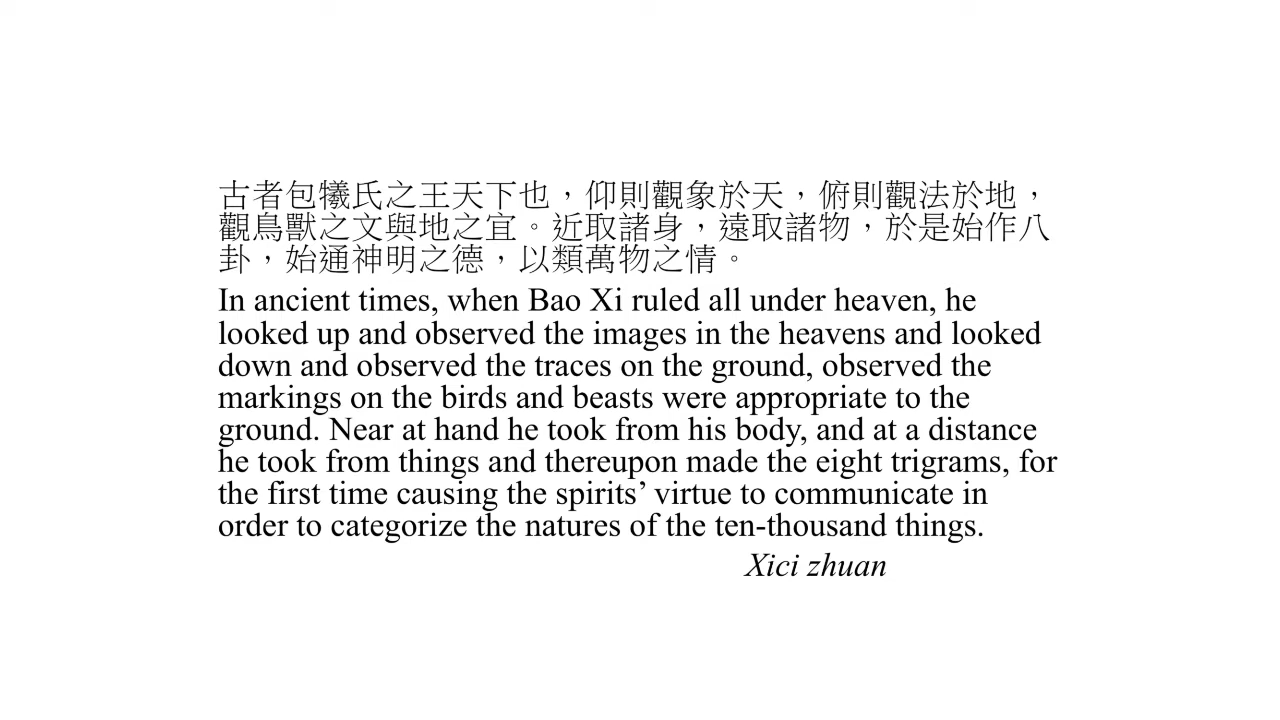 古者包犧氏之王天下也，仰則觀象於天，俯則觀法於地，
觀鳥獸之文與地之宜。近取諸身，遠取諸物，於是始作八
卦，始通神明之德，以類萬物之情。
In ancient times, when Bao Xi ruled all under heaven, he
looked up and observed the images in the heavens and looked
down and observed the traces on the ground, observed the
markings on the birds and beasts were appropriate to the
ground. Near at hand he took from his body, and at a distance
he took from things and thereupon made the eight trigrams, for
the first time causing the spirits’ virtue to communicate in
order to categorize the natures of the ten-thousand things.
Xici zhuan